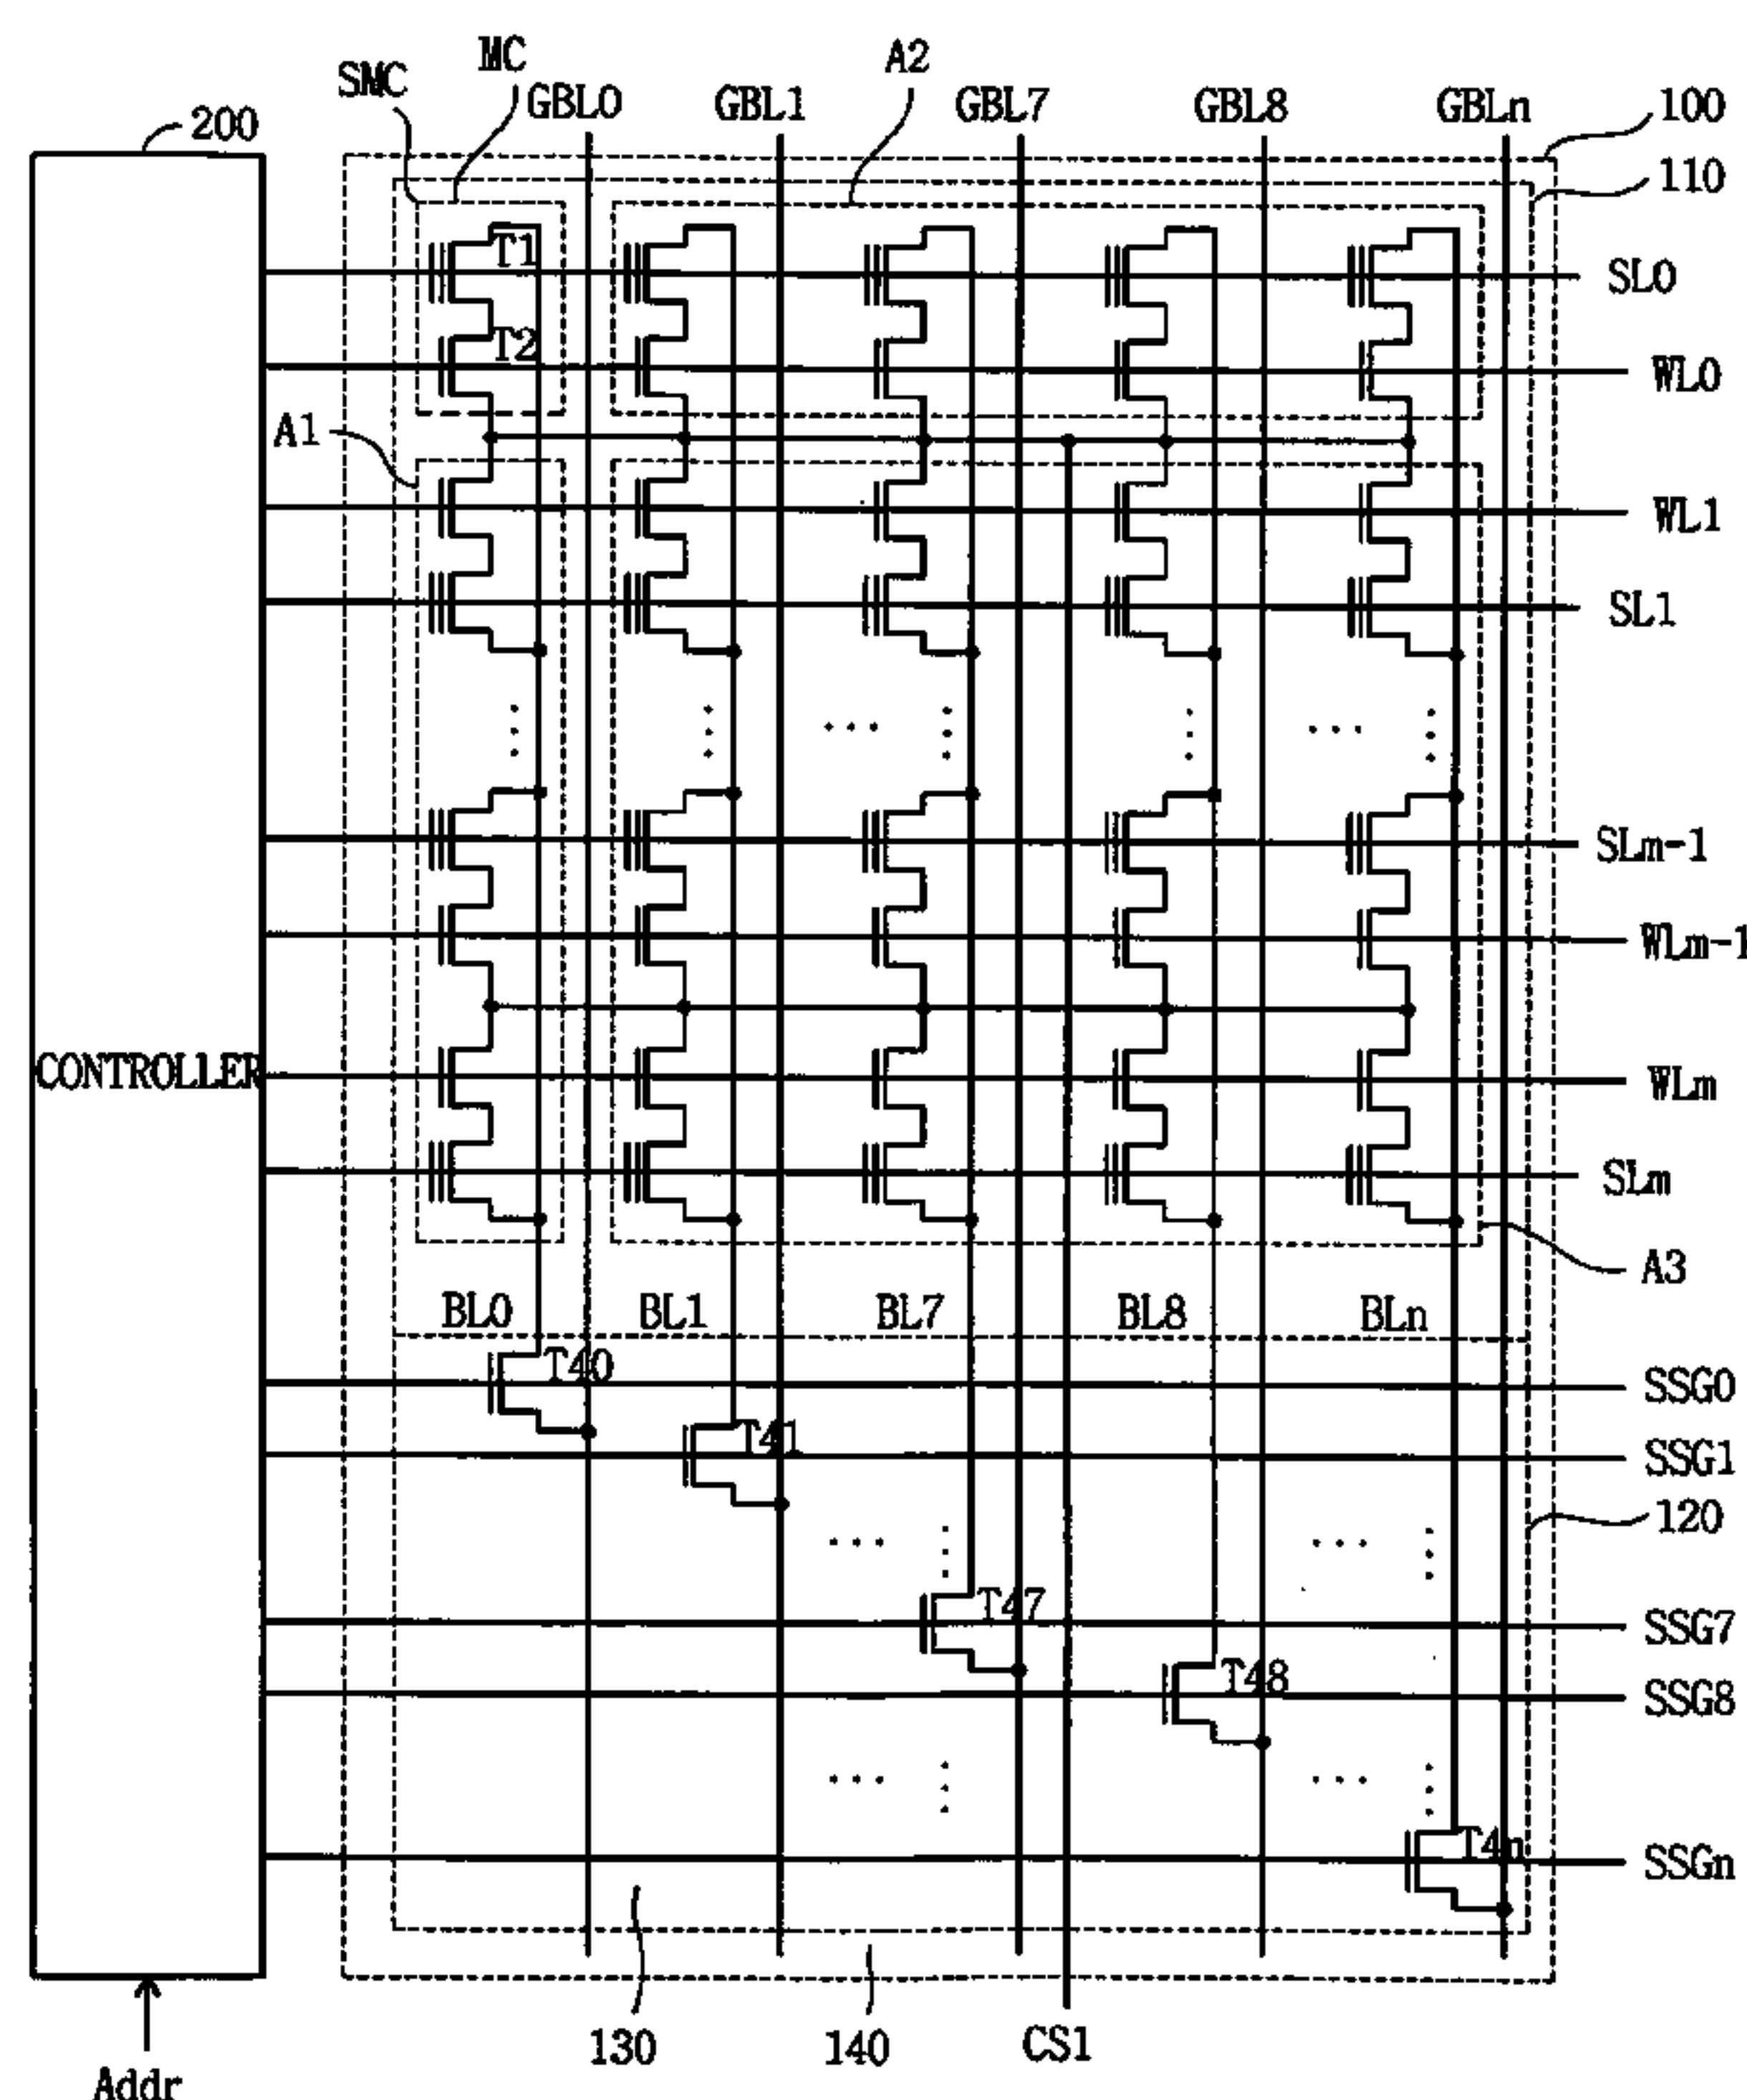 SMC
MC
GBL0
GBL1
A2
GBL7
GBL8
GBLn
100
200
110
T1
SL0
T2
WL0
A1
WL1
SL1
SLm-1
WLm-1
CONTROLLER
WLm
SLm
A3
BL0
BL1
BL7
BL8
BLn
T40
SSG0
T41
SSG1
120
T47
SSG7
T48
SSG8
T4n
SSGn
130
140
CS1
Addr